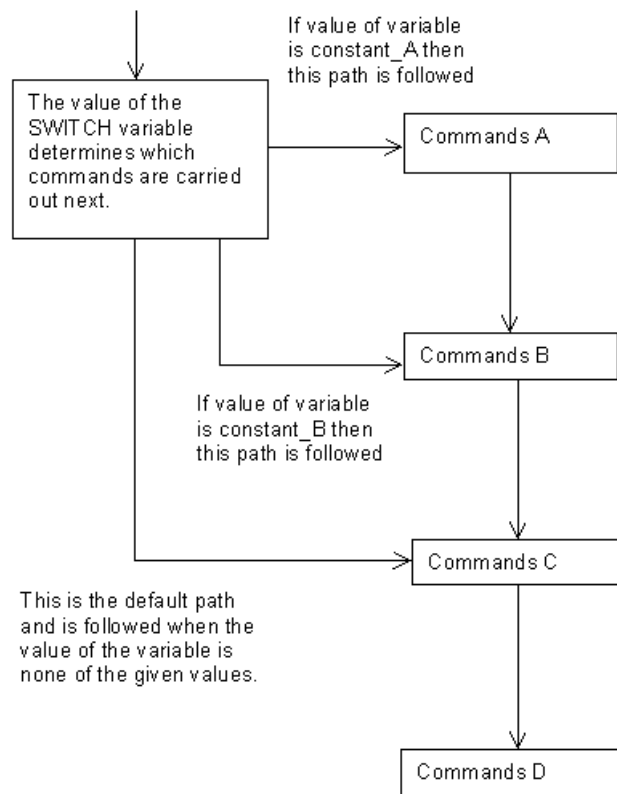 If value of variable
is constant_A then
this path is followed
The value of the
SWITCH variable
determines which
commands are carried
out next.
Commands A
Commands B
If value of variable
is constant_B then
this path is followed
Commands C
This is the default path
and is followed when the
value of the variable is
none of the given values.
Commands D